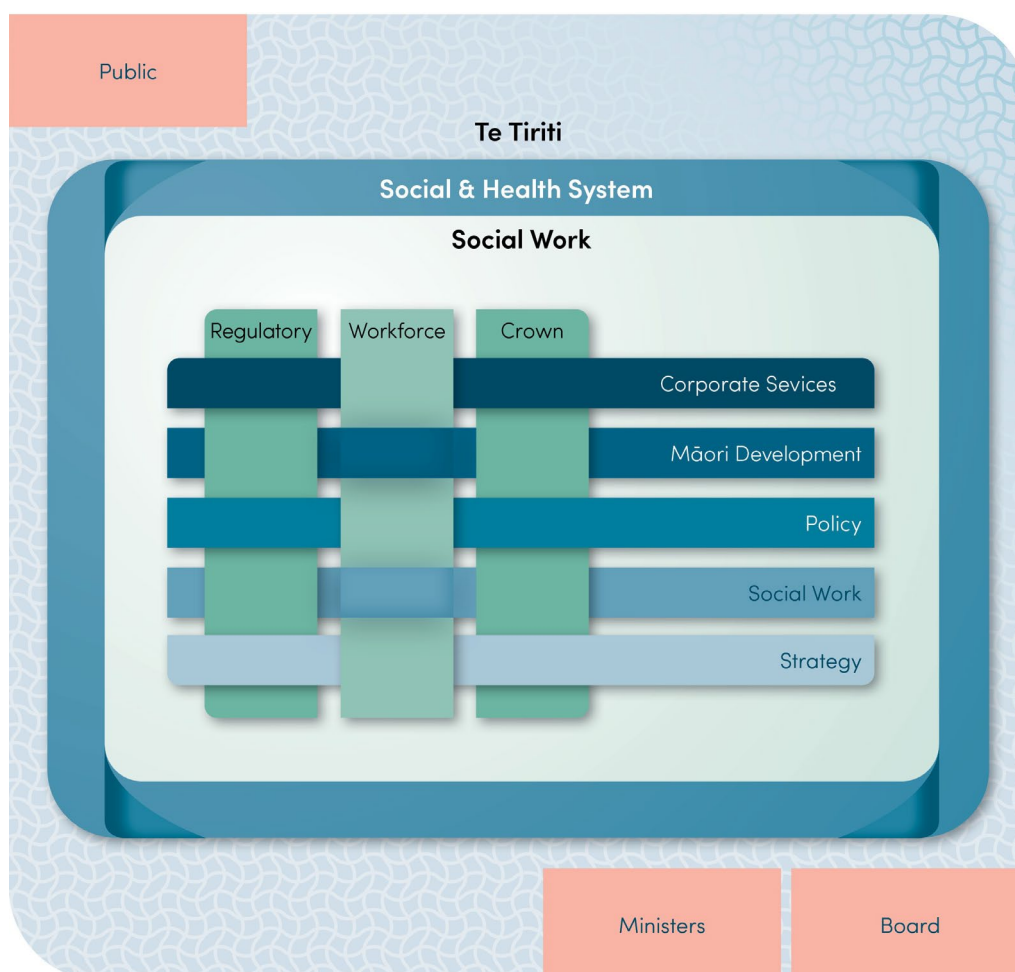 Public
Te Tiriti
Social & Health System
Social Work
Regulatory
Workforce
Crown
Corporate Sevices
Māori Development
Policy
Social Work
Strategy
Ministers
Board